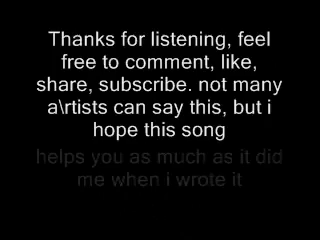 Thanks for listening, feel
free to comment, like,
share, subscribe. not many
a\rtists can say this, but i
hope this song
helps you as much as it did
me when i wrote it